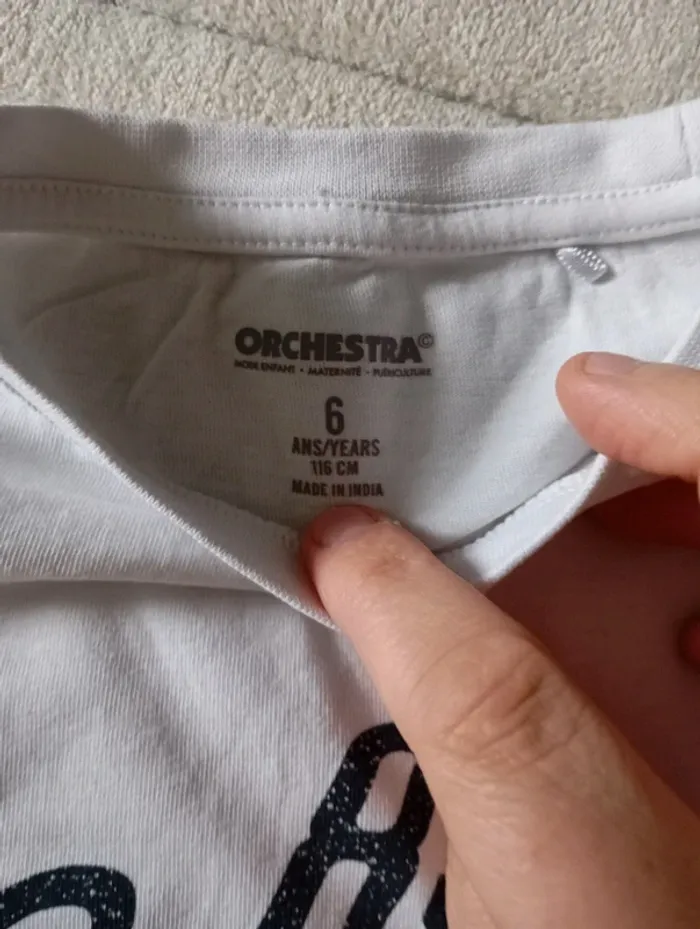 ORCHESTRA©
MODE ENFANT • MATERNITÉ • PUÉRICULTURE
6
ANS/YEARS
116 CM
MADE IN INDIA